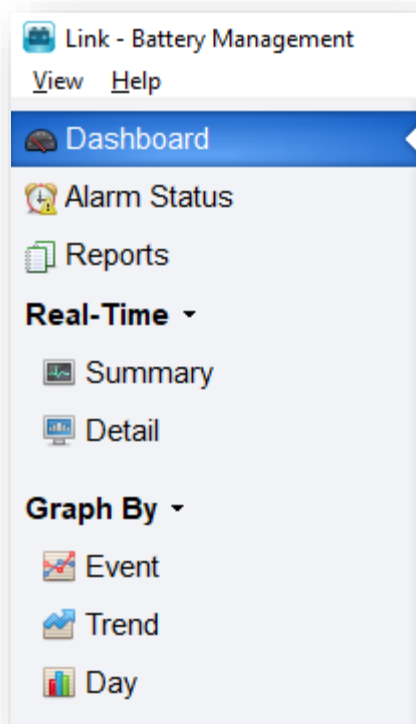 Link - Battery Management
View Help
Dashboard
Alarm Status
Reports
Real-Time
Summary
Detail
Graph By
Event
Trend
Day